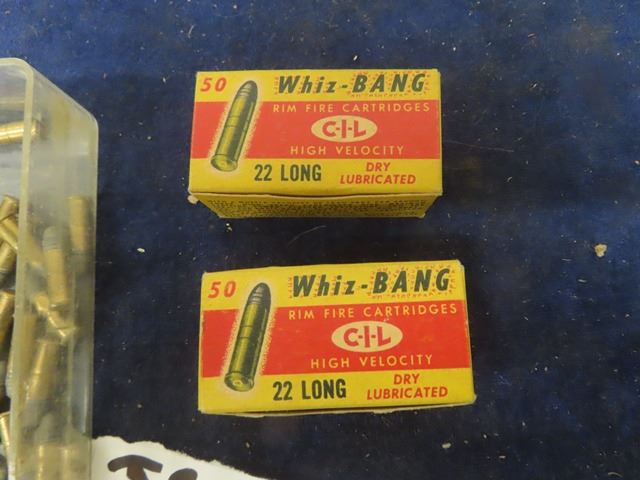 50 Whiz-BANG
RIM FIRE CARTRIDGES
C-I-L
HIGH VELOCITY
22 LONG DRY LUBRICATED
50 Whiz-BANG
RIM FIRE CARTRIDGES
C-I-L
HIGH VELOCITY
22 LONG DRY LUBRICATED